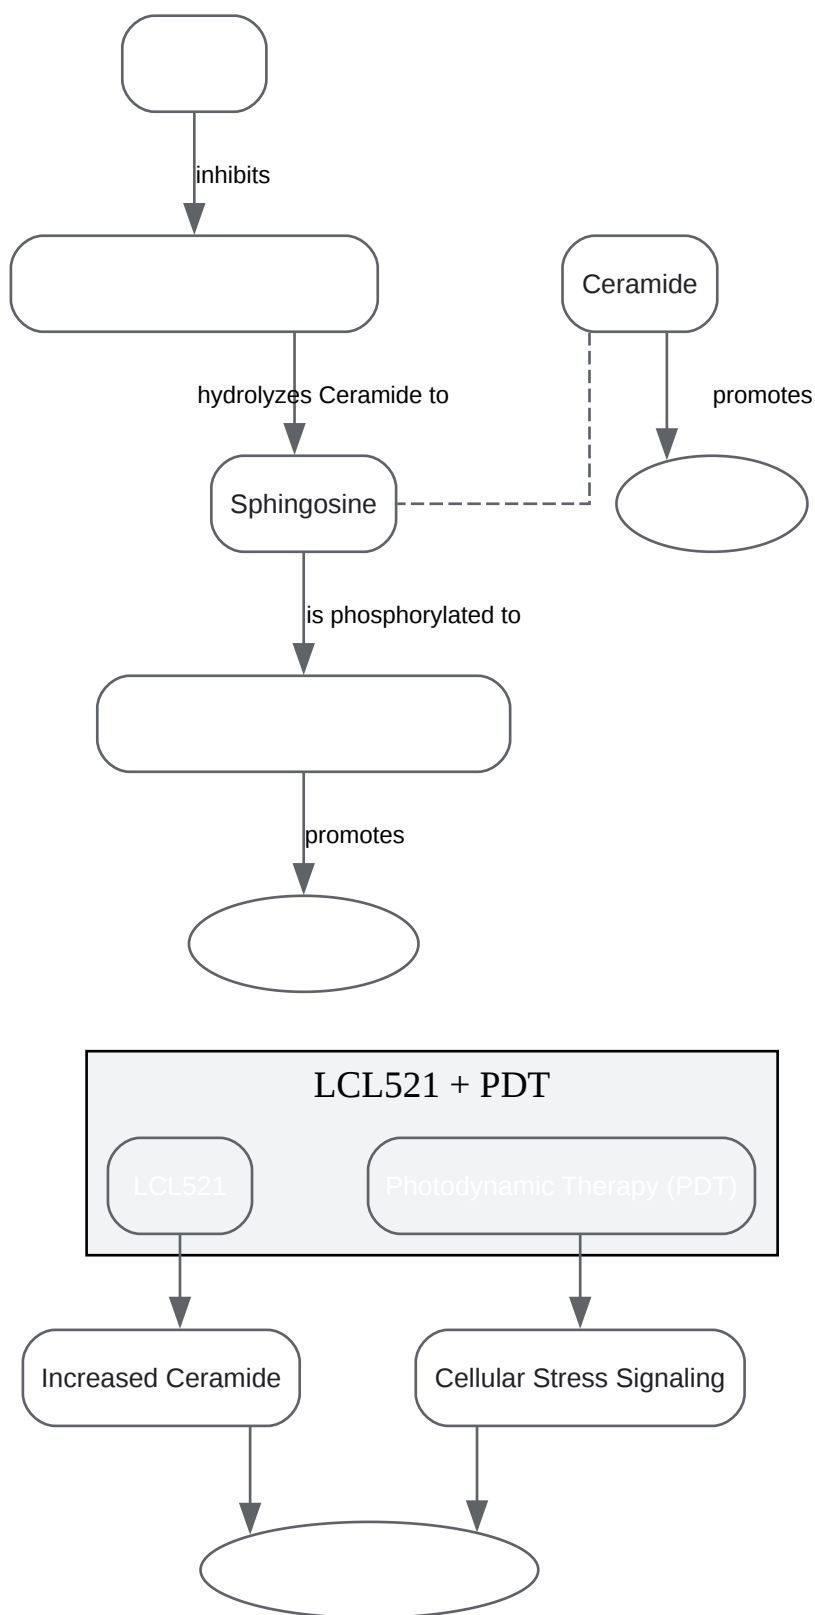 inhibits
Ceramide
hydrolyzes Ceramide to
promotes
Sphingosine
is phosphorylated to
promotes
LCL521 + PDT
LCL521
Photodynamic Therapy (PDT)
Increased Ceramide
Cellular Stress Signaling